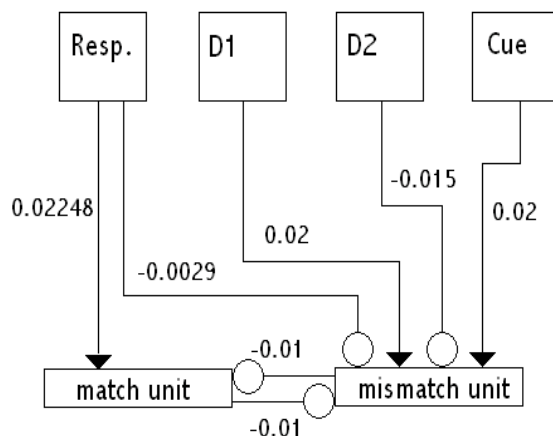 Resp.
D1
D2
Cue
-0.015
0.02248
0.02
0.02
-0.0029
-0.01
match unit
mismatch unit
-0.01